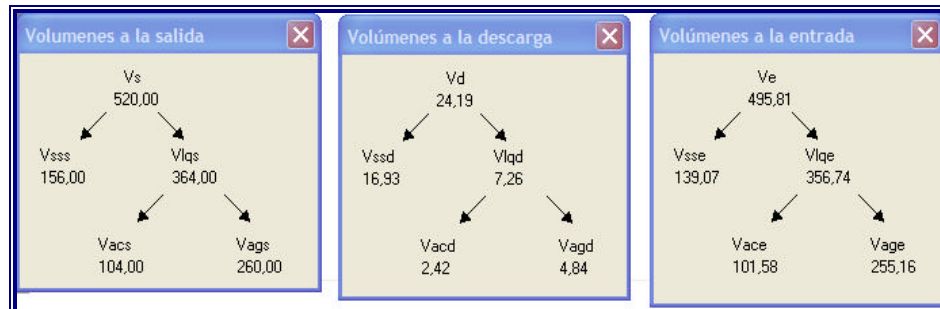 Volumenes a la salida
Vs
520,00
Vsss Vlqs
156,00 364,00
Vacs Vags
104,00 260,00
Volúmenes a la descarga
Vd
24,19
Vssd Vlqd
16,93 7,26
Vacd Vagd
2,42 4,84
Volúmenes a la entrada
Ve
495,81
Vsse Vlqe
139,07 356,74
Vace Vage
101,58 255,16